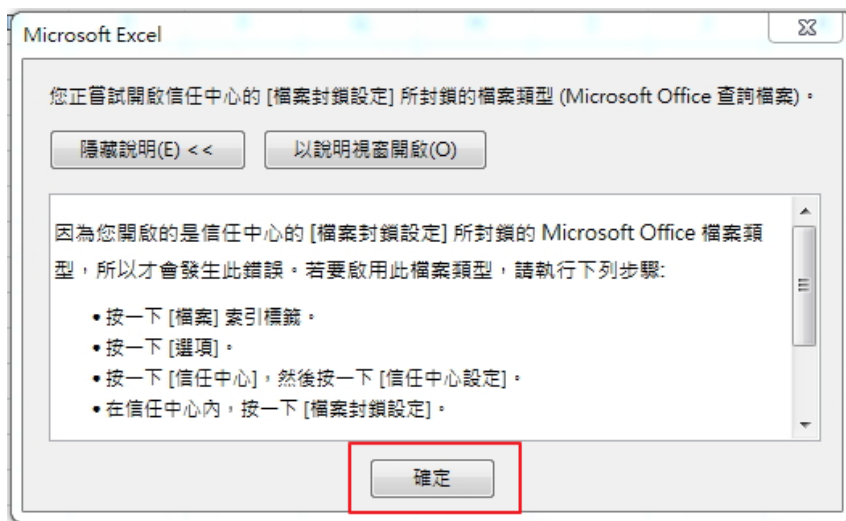 Microsoft Excel
您正嘗試開啟信任中心的 [檔案封鎖設定] 所封鎖的檔案類型 (Microsoft Office 查詢檔案)。
隱藏說明(E) <<
以說明視窗開啟(O)
因為您開啟的是信任中心的 [檔案封鎖設定] 所封鎖的 Microsoft Office 檔案類
型，所以才會發生此錯誤。若要啟用此檔案類型，請執行下列步驟:
• 按一下 [檔案] 索引標籤。
• 按一下 [選項]。
• 按一下 [信任中心]，然後按一下 [信任中心設定]。
• 在信任中心內，按一下 [檔案封鎖設定]。
確定